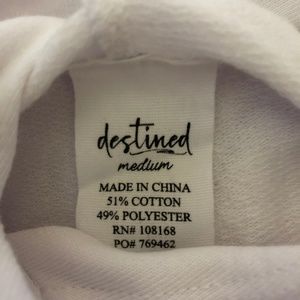 destined
medium
MADE IN CHINA
51% COTTON
49% POLYESTER
RN# 108168
PO# 769462